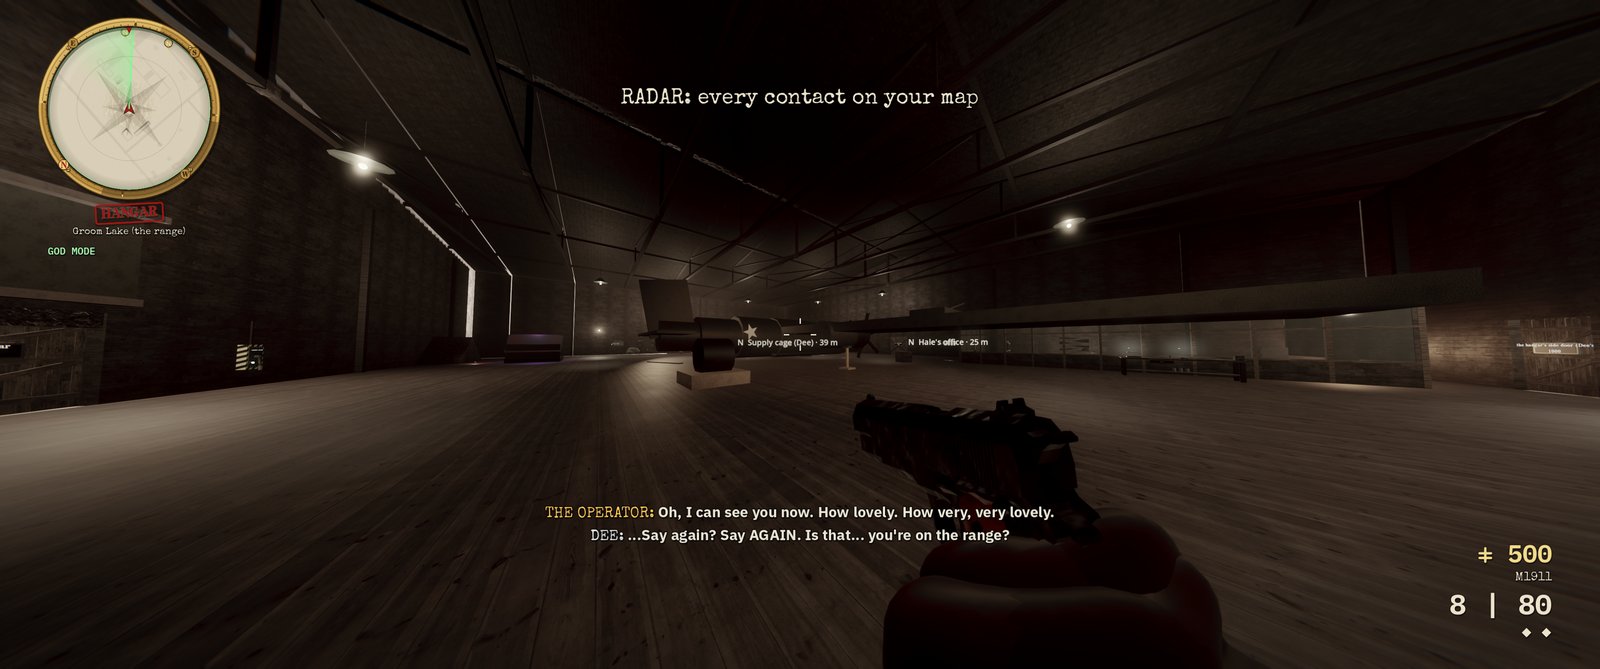 RADAR: every contact on your map
HANGAR
Groom Lake (the range)
GOD MODE
N Supply cage (Dee) · 39 m
N Hale's office · 25 m
THE OPERATOR: Oh, I can see you now. How lovely. How very, very lovely.
DEE: ...Say again? Say AGAIN. Is that... you're on the range?
ǂ 500
M1911
8 | 80